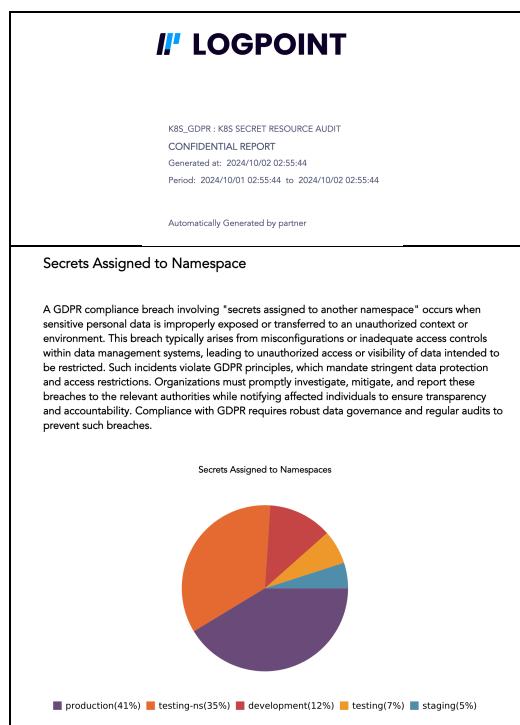 LOGPOINT
K8S_GDPR : K8S SECRET RESOURCE AUDIT
CONFIDENTIAL REPORT
Generated at: 2024/10/02 02:55:44
Period: 2024/10/01 02:55:44 to 2024/10/02 02:55:44
Automatically Generated by partner
Secrets Assigned to Namespace
A GDPR compliance breach involving "secrets assigned to another namespace" occurs when
sensitive personal data is improperly exposed or transferred to an unauthorized context or
environment. This breach typically arises from misconfigurations or inadequate access controls
within data management systems, leading to unauthorized access or visibility of data intended to
be restricted. Such incidents violate GDPR principles, which mandate stringent data protection
and access restrictions. Organizations must promptly investigate, mitigate, and report these
breaches to the relevant authorities while notifying affected individuals to ensure transparency
and accountability. Compliance with GDPR requires robust data governance and regular audits to
prevent such breaches.
Secrets Assigned to Namespaces
production(41%) testing-ns(35%) development(12%) testing(7%) staging(5%)